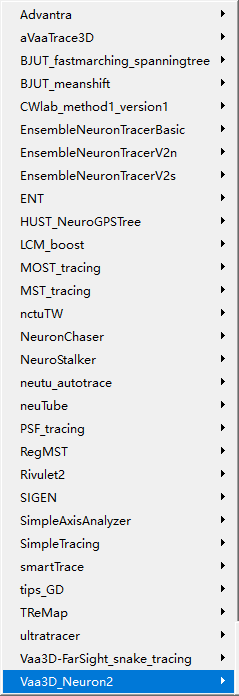 Advantra
aVaaTrace3D
BJUT_fastmarching_spanningtree
BJUT_meanshift
CWlab_method1_version1
EnsembleNeuronTracerBasic
EnsembleNeuronTracerV2n
EnsembleNeuronTracerV2s
ENT
HUST_NeuroGPSTree
LCM_boost
MOST_tracing
MST_tracing
nctuTW
NeuronChaser
NeuroStalker
neutu_autotrace
neuTube
PSF_tracing
RegMST
Rivulet2
SIGEN
SimpleAxisAnalyzer
SimpleTracing
smartTrace
tips_GD
TReMap
ultratracer
Vaa3D-FarSight_snake_tracing
Vaa3D_Neuron2